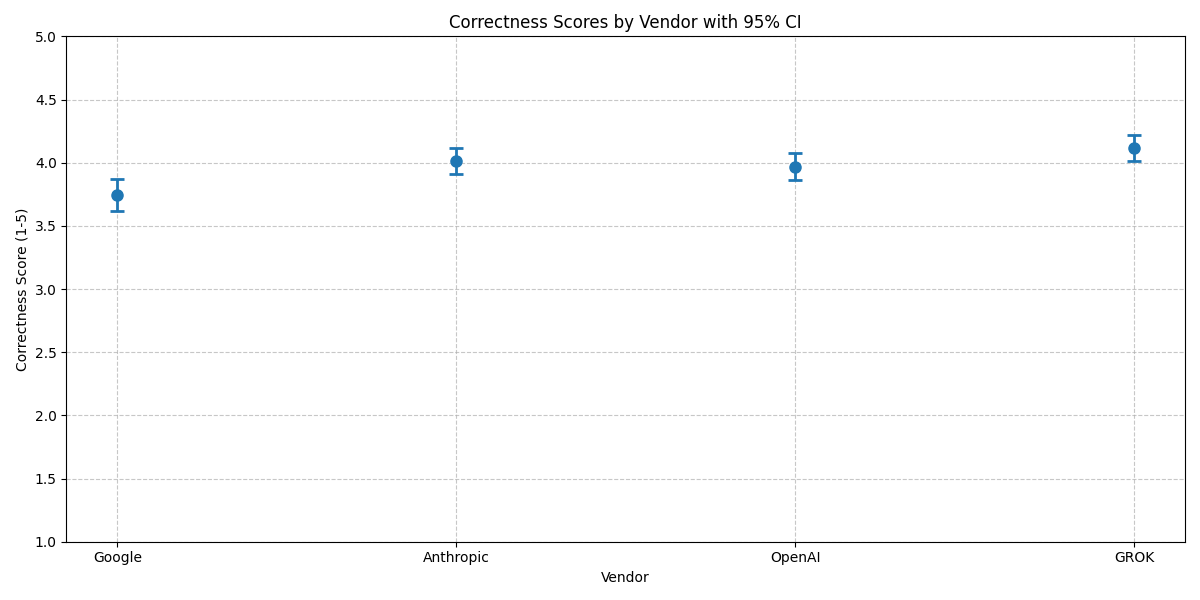 Correctness Scores by Vendor with 95% CI
5.0
4.5
4.0
3.5
3.0
2.5
2.0
1.5
1.0
Correctness Score (1-5)
Google Anthropic OpenAI GROK
Vendor